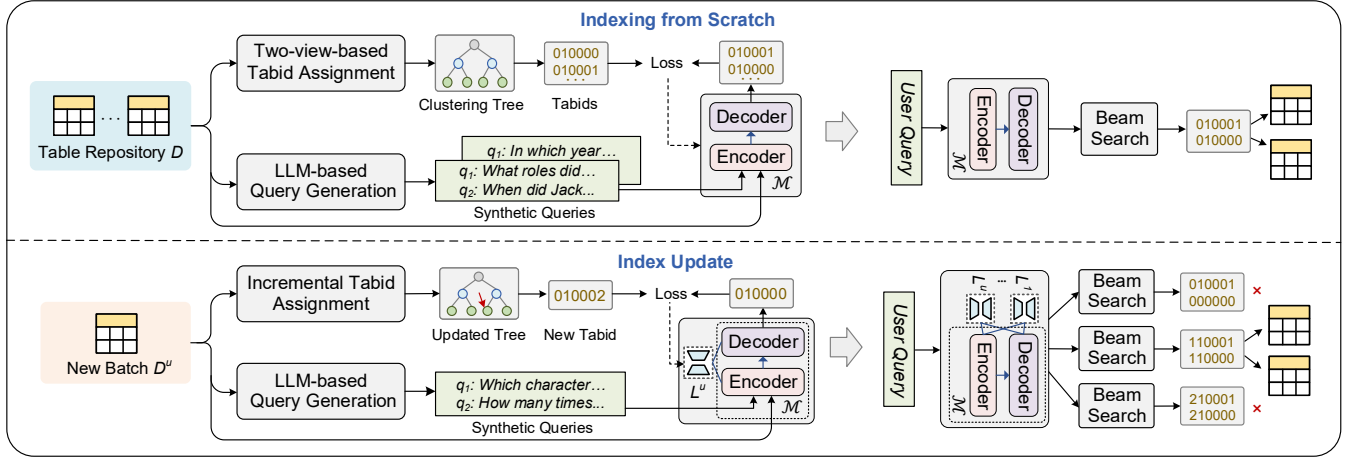 Indexing from Scratch
Two-view-based
Tabid Assignment
Clustering Tree
010000
010001
...
Tabids
Loss
010001
010000
...
Decoder
Encoder
ℳ
Table Repository D
...
LLM-based
Query Generation
q1: In which year…
q1: What roles did…
q2: When did Jack...
Synthetic Queries
User Query
Encoder
Decoder
ℳ
Beam
Search
010001
010000
Index Update
Incremental Tabid
Assignment
Updated Tree
010002
New Tabid
Loss
010000
Decoder
Encoder
Lᵘ
ℳ
New Batch Dᵘ
LLM-based
Query Generation
q1: Which character…
q2: How many times...
Synthetic Queries
User Query
Lᵘ ... L¹
Encoder
Decoder
ℳ
Beam
Search
010001
000000
×
Beam
Search
110001
110000
Beam
Search
210001
210000
×